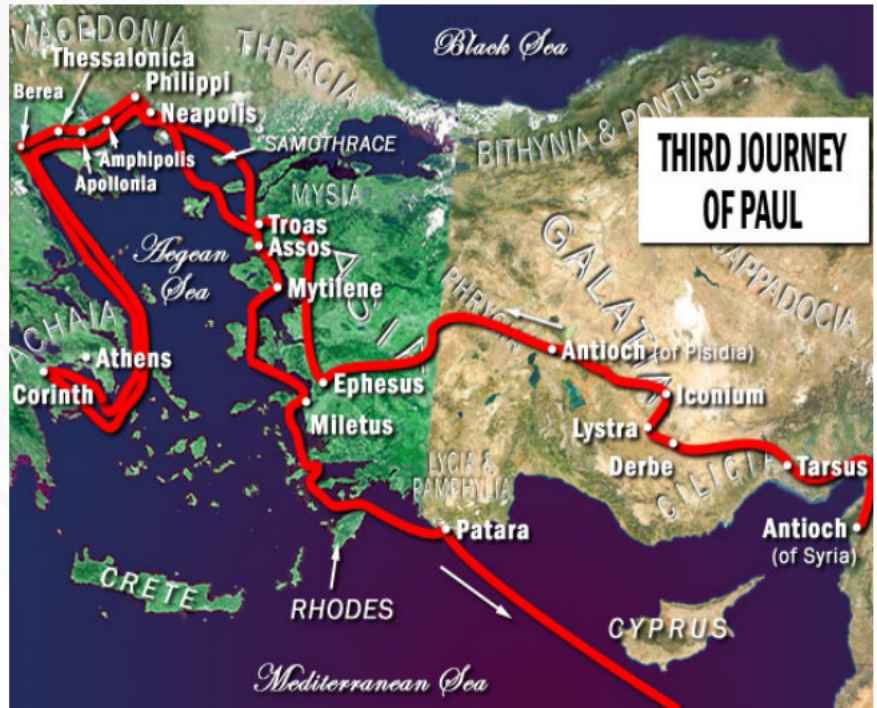 MACEDONIA
THRACIA
Black Sea
Thessalonica
Philippi
Berea
Neapolis
SAMOTHRACE
Amphipolis
Apollonia
BITHYNIA & PONTUS
THIRD JOURNEY
OF PAUL
MYSIA
Troas
Assos
Aegean
Sea
ASIA
Mytilene
PHRYGIA
GALATIA
CAPPADOCIA
ACHAIA
Athens
Corinth
Antioch (of Pisidia)
Ephesus
Iconium
Miletus
Lystra
Derbe
LYCIA &
PAMPHYLIA
CILICIA
Tarsus
Patara
Antioch
(of Syria)
CRETE
RHODES
CYPRUS
Mediterranean Sea